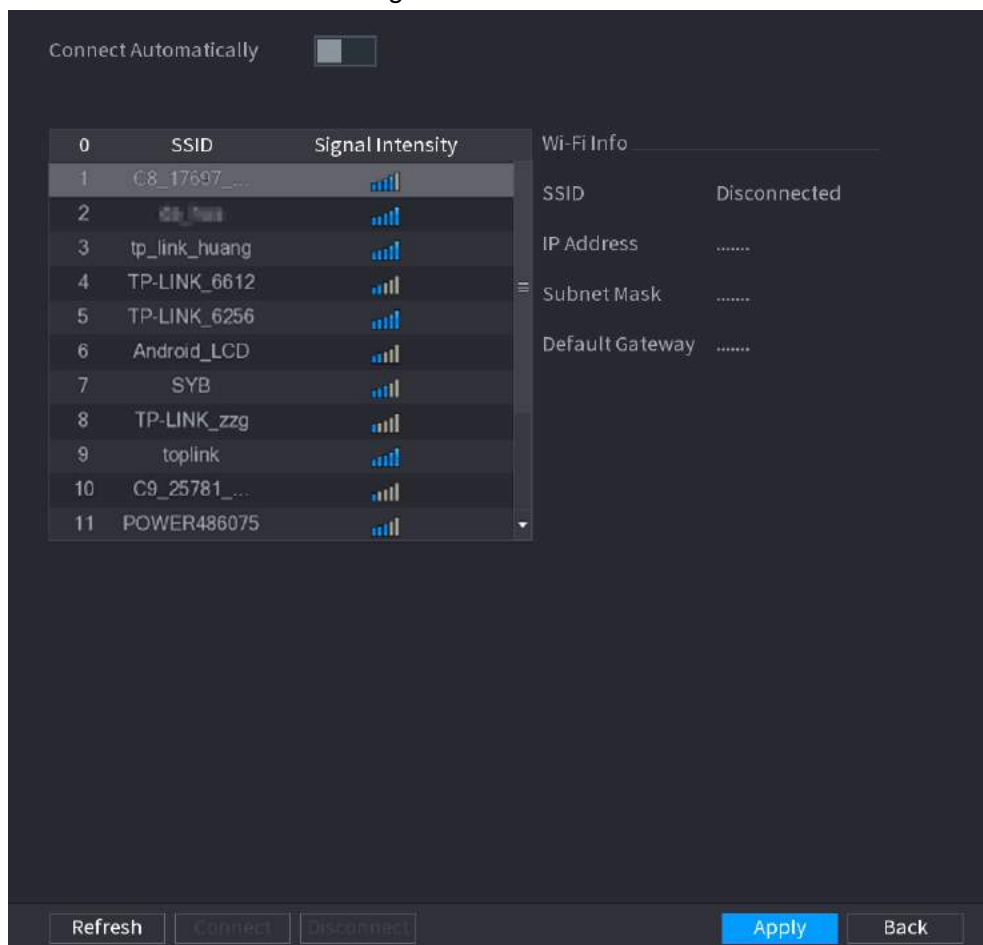 Connect Automatically
0 SSID Signal Intensity
1 C8_17697_...
2
3 tp_link_huang
4 TP-LINK_6612
5 TP-LINK_6256
6 Android_LCD
7 SYB
8 TP-LINK_zzg
9 toplink
10 C9_25781_...
11 POWER486075
Wi-Fi Info
SSID Disconnected
IP Address .......
Subnet Mask .......
Default Gateway .......
Refresh Connect Disconnect Apply Back